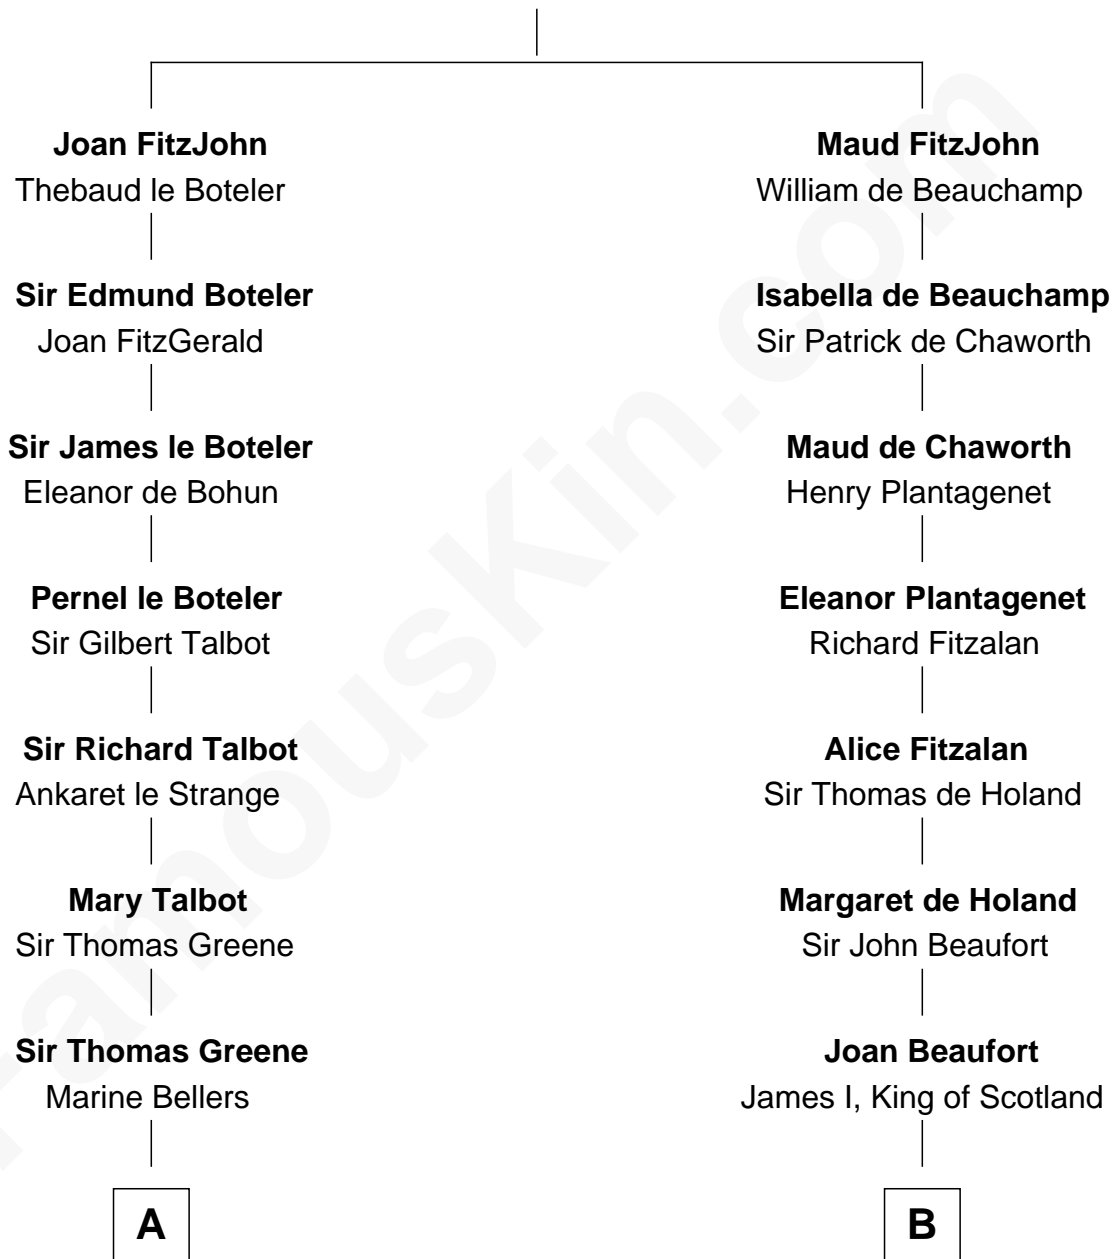 Joan FitzJohn
Thebaud le Boteler
Sir Edmund Boteler
Joan FitzGerald
Sir James le Boteler
Eleanor de Bohun
Pernel le Boteler
Sir Gilbert Talbot
Sir Richard Talbot
Ankaret le Strange
Mary Talbot
Sir Thomas Greene
Sir Thomas Greene
Marine Bellers
A
Maud FitzJohn
William de Beauchamp
Isabella de Beauchamp
Sir Patrick de Chaworth
Maud de Chaworth
Henry Plantagenet
Eleanor Plantagenet
Richard Fitzalan
Alice Fitzalan
Sir Thomas de Holand
Margaret de Holand
Sir John Beaufort
Joan Beaufort
James I, King of Scotland
B
FamousKin.com